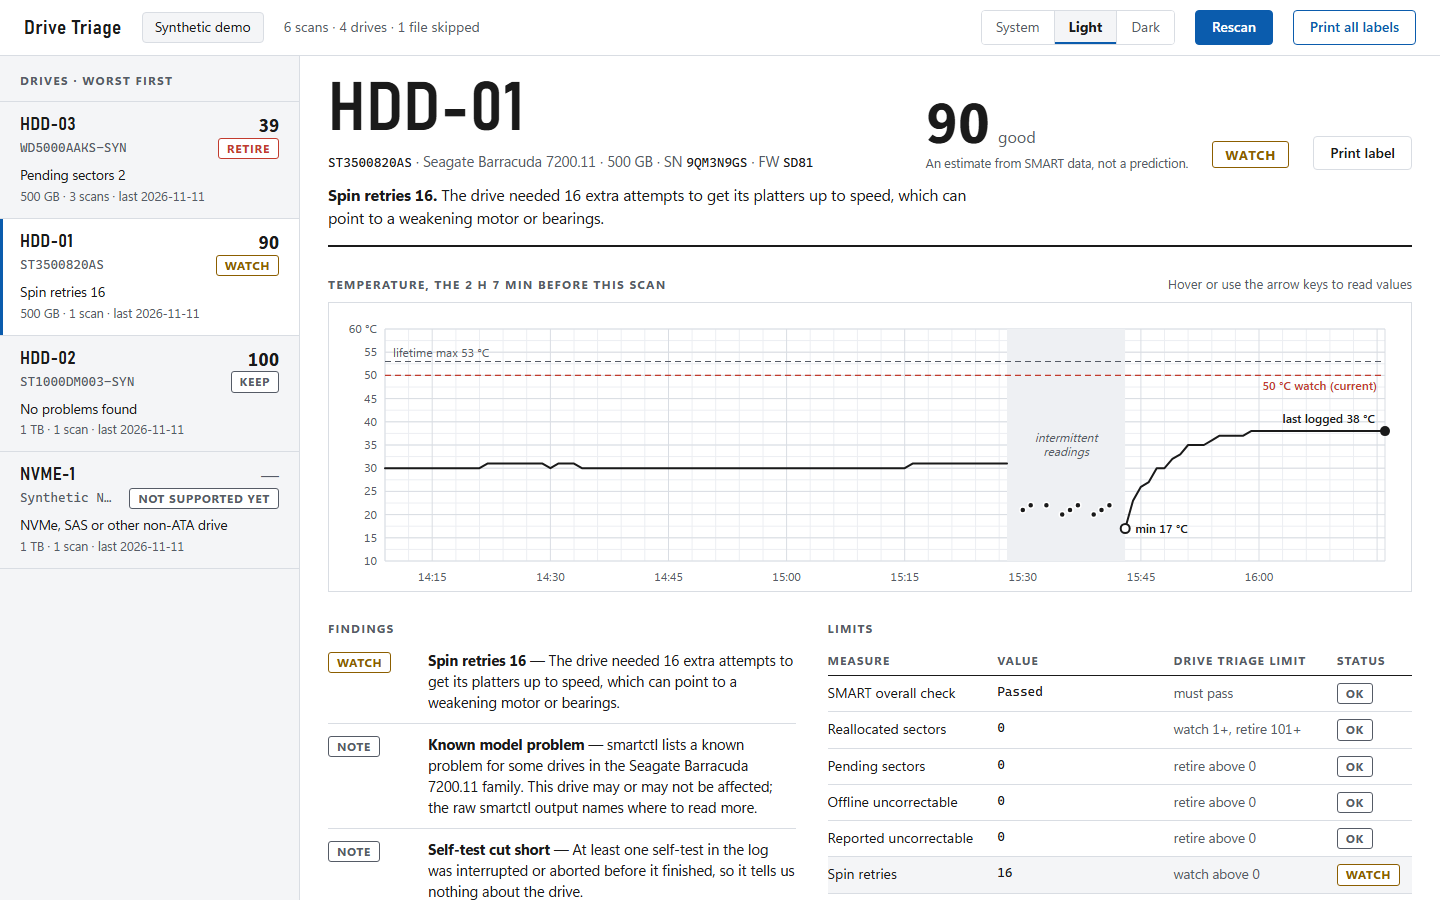 Drive Triage
Synthetic demo
6 scans · 4 drives · 1 file skipped
System
Light
Dark
Rescan
Print all labels
DRIVES · WORST FIRST
HDD-03
39
WD5000AAKS-SYN
RETIRE
Pending sectors 2
500 GB · 3 scans · last 2026-11-11
HDD-01
90
ST3500820AS
WATCH
Spin retries 16
500 GB · 1 scan · last 2026-11-11
HDD-02
100
ST1000DM003-SYN
KEEP
No problems found
1 TB · 1 scan · last 2026-11-11
NVME-1
—
Synthetic N…
NOT SUPPORTED YET
NVMe, SAS or other non-ATA drive
1 TB · 1 scan · last 2026-11-11
HDD-01
ST3500820AS · Seagate Barracuda 7200.11 · 500 GB · SN 9QM3N9GS · FW SD81
90 good
An estimate from SMART data, not a prediction.
WATCH
Print label
Spin retries 16. The drive needed 16 extra attempts to get its platters up to speed, which can
point to a weakening motor or bearings.
TEMPERATURE, THE 2 H 7 MIN BEFORE THIS SCAN
Hover or use the arrow keys to read values
60 °C
55
50
45
40
35
30
25
20
15
10
lifetime max 53 °C
50 °C watch (current)
last logged 38 °C
intermittent
readings
min 17 °C
14:15
14:30
14:45
15:00
15:15
15:30
15:45
16:00
FINDINGS
WATCH
Spin retries 16 — The drive needed 16 extra attempts to
get its platters up to speed, which can point to a
weakening motor or bearings.
NOTE
Known model problem — smartctl lists a known
problem for some drives in the Seagate Barracuda
7200.11 family. This drive may or may not be affected;
the raw smartctl output names where to read more.
NOTE
Self-test cut short — At least one self-test in the log
was interrupted or aborted before it finished, so it tells us
nothing about the drive.
LIMITS
MEASURE
VALUE
DRIVE TRIAGE LIMIT
STATUS
SMART overall check
Passed
must pass
OK
Reallocated sectors
0
watch 1+, retire 101+
OK
Pending sectors
0
retire above 0
OK
Offline uncorrectable
0
retire above 0
OK
Reported uncorrectable
0
retire above 0
OK
Spin retries
16
watch above 0
WATCH